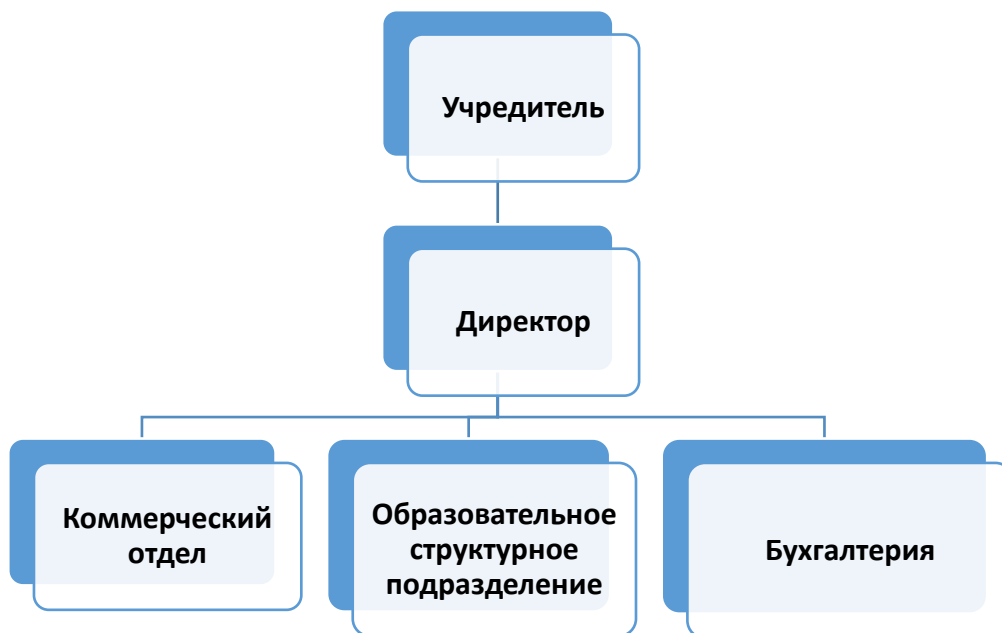 Учредитель
Директор
Коммерческий
отдел
Образовательное
структурное
подразделение
Бухгалтерия